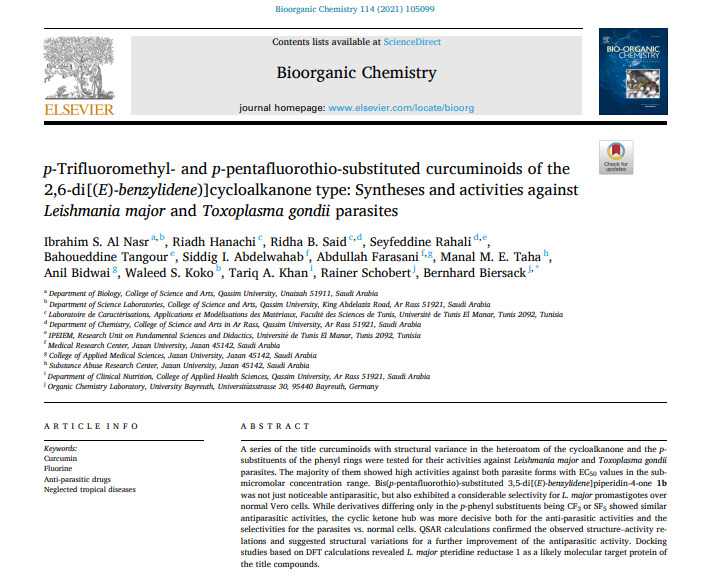 Bioorganic Chemistry 114 (2021) 105099
Contents lists available at ScienceDirect
Bioorganic Chemistry
journal homepage: www.elsevier.com/locate/bioorg
ELSEVIER
BIO-ORGANIC
CHEMISTRY
Check for
updates
p-Trifluoromethyl- and p-pentafluorothio-substituted curcuminoids of the
2,6-di[(E)-benzylidene)]cycloalkanone type: Syntheses and activities against
Leishmania major and Toxoplasma gondii parasites
Ibrahim S. Al Nasr a,b, Riadh Hanachi c, Ridha B. Said c,d, Seyfeddine Rahali d,e,
Bahoueddine Tangour e, Siddig I. Abdelwahab f, Abdullah Farasani f,g, Manal M. E. Taha h,
Anil Bidwai g, Waleed S. Koko b, Tariq A. Khan i, Rainer Schobert j, Bernhard Biersack j,*
a Department of Biology, College of Science and Arts, Qassim University, Unaizah 51911, Saudi Arabia
b Department of Science Laboratories, College of Science and Arts, King Abdelaziz Road, Qassim University, Ar Rass 51921, Saudi Arabia
c Laboratoire de Caractérisations, Applications et Modélisations des Matériaux, Faculté des Sciences de Tunis, Université de Tunis El Manar, Tunis 2092, Tunisia
d Department of Chemistry, College of Science and Arts in Ar Rass, Qassim University, Ar Rass 51921, Saudi Arabia
e IPEIEM, Research Unit on Fundamental Sciences and Didactics, Université de Tunis El Manar, Tunis 2092, Tunisia
f Medical Research Center, Jazan University, Jazan 45142, Saudi Arabia
g College of Applied Medical Sciences, Jazan University, Jazan 45142, Saudi Arabia
h Substance Abuse Research Center, Jazan University, Jazan 45142, Saudi Arabia
i Department of Clinical Nutrition, College of Applied Health Sciences, Qassim University, Ar Rass 51921, Saudi Arabia
j Organic Chemistry Laboratory, University Bayreuth, Universitätsstrasse 30, 95440 Bayreuth, Germany
ARTICLE INFO
Keywords:
Curcumin
Fluorine
Anti-parasitic drugs
Neglected tropical diseases
ABSTRACT
A series of the title curcuminoids with structural variance in the heteroatom of the cycloalkanone and the p-
substituents of the phenyl rings were tested for their activities against Leishmania major and Toxoplasma gondii
parasites. The majority of them showed high activities against both parasite forms with EC50 values in the sub-
micromolar concentration range. Bis(p-pentafluorothio)-substituted 3,5-di[(E)-benzylidene]piperidin-4-one 1b
was not just noticeable antiparasitic, but also exhibited a considerable selectivity for L. major promastigotes over
normal Vero cells. While derivatives differing only in the p-phenyl substituents being CF3 or SF5 showed similar
antiparasitic activities, the cyclic ketone hub was more decisive both for the anti-parasitic activities and the
selectivities for the parasites vs. normal cells. QSAR calculations confirmed the observed structure–activity re-
lations and suggested structural variations for a further improvement of the antiparasitic activity. Docking
studies based on DFT calculations revealed L. major pteridine reductase 1 as a likely molecular target protein of
the title compounds.